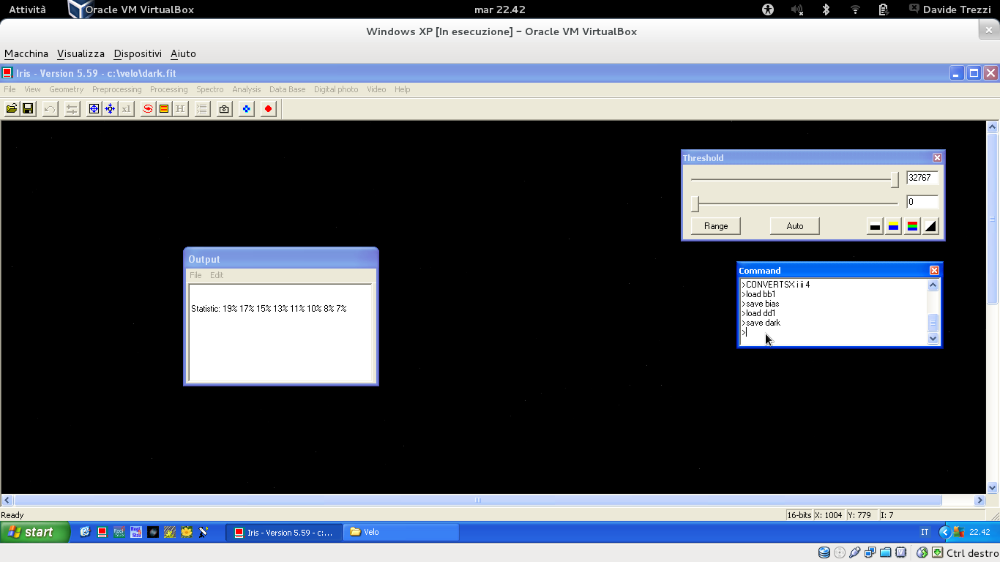 Attività Oracle VM VirtualBox mar 22.42 Davide Trezzi
Windows XP [In esecuzione] - Oracle VM VirtualBox
Macchina Visualizza Dispositivi Aiuto
Iris - Version 5.59 - c:\velo\dark.fit
File View Geometry Preprocessing Processing Spectro Analysis Data Base Digital photo Video Help
x1 H
Threshold
32767
0
Range Auto
Output
File Edit
Statistic: 19% 17% 15% 13% 11% 10% 8% 7%
Command
>CONVERTSX i ii 4
>load bb1
>save bias
>load dd1
>save dark
>
Ready 16-bits X: 1004 Y: 779 I: 7
start Iris - Version 5.59 - c:... Velo IT 22.42
Ctrl destro